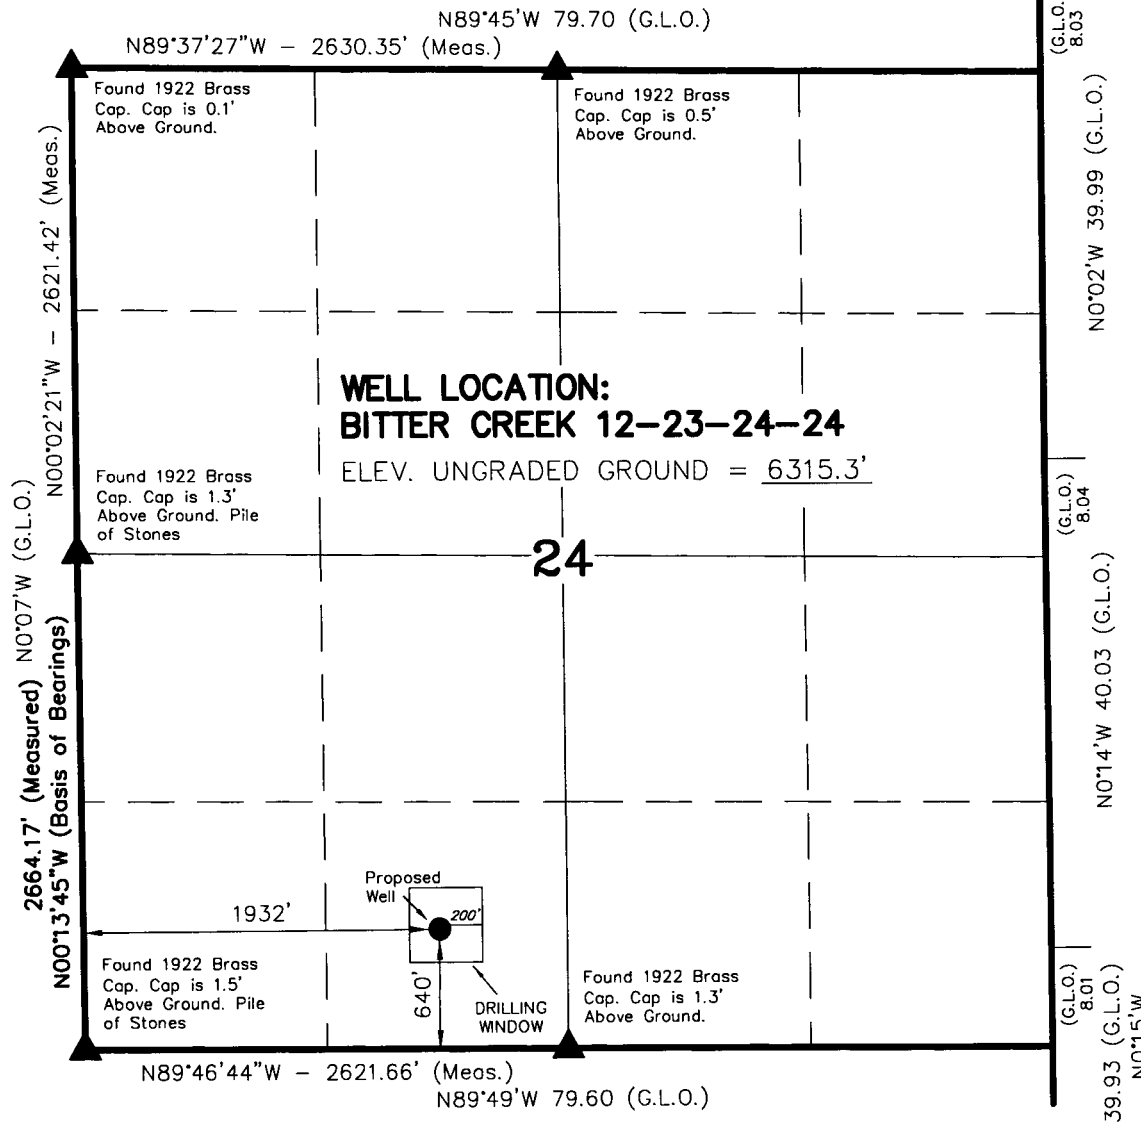 N89°45'W 79.70 (G.L.O.)
N89°37'27"W – 2630.35' (Meas.)
(G.L.O.)
8.03
Found 1922 Brass
Cap. Cap is 0.1'
Above Ground.
Found 1922 Brass
Cap. Cap is 0.5'
Above Ground.
N00°02'21"W – 2621.42' (Meas.)
N0°02'W 39.99 (G.L.O.)
WELL LOCATION:
BITTER CREEK 12–23–24–24
ELEV. UNGRADED GROUND = 6315.3'
Found 1922 Brass
Cap. Cap is 1.3'
Above Ground. Pile
of Stones
(G.L.O.)
8.04
24
N0°07'W (G.L.O.)
2664.17' (Measured)
N00°13'45"W (Basis of Bearings)
N0°14'W 40.03 (G.L.O.)
Proposed
Well
200'
1932'
640'
DRILLING
WINDOW
Found 1922 Brass
Cap. Cap is 1.5'
Above Ground. Pile
of Stones
Found 1922 Brass
Cap. Cap is 1.3'
Above Ground.
(G.L.O.)
8.01
N89°46'44"W – 2621.66' (Meas.)
N89°49'W 79.60 (G.L.O.)
39.93 (G.L.O.)
N0°15'W